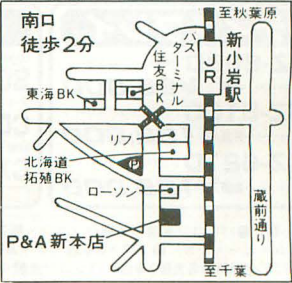 南口
徒歩2分
至秋葉原
新小岩駅
JR
バスターミナル
住友BK
東海BK
リフ
北海道
拓殖BK
P
ローソン
P&A新本店
蔵前通り
至千葉